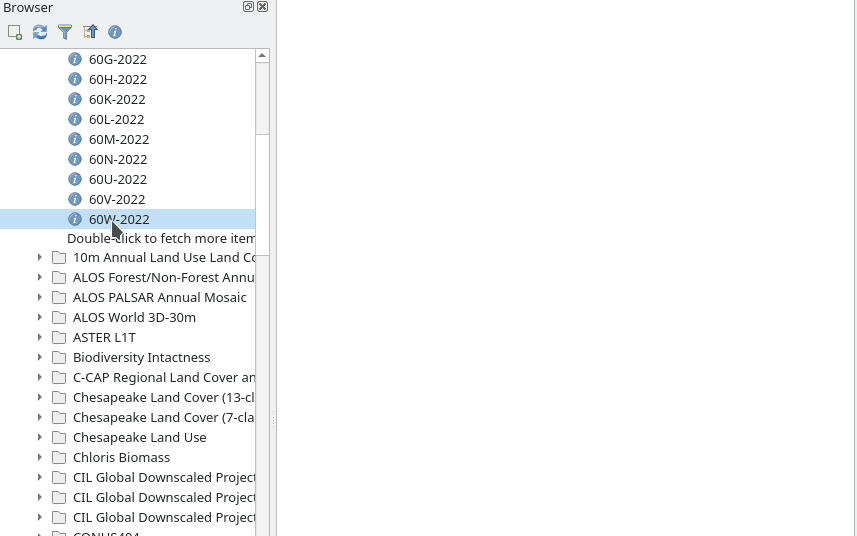 Browser
60G-2022
60H-2022
60K-2022
60L-2022
60M-2022
60N-2022
60U-2022
60V-2022
60W-2022
Double-click to fetch more item
10m Annual Land Use Land Co
ALOS Forest/Non-Forest Annu
ALOS PALSAR Annual Mosaic
ALOS World 3D-30m
ASTER L1T
Biodiversity Intactness
C-CAP Regional Land Cover an
Chesapeake Land Cover (13-cl
Chesapeake Land Cover (7-cla
Chesapeake Land Use
Chloris Biomass
CIL Global Downscaled Project
CIL Global Downscaled Project
CIL Global Downscaled Project
CONUS404